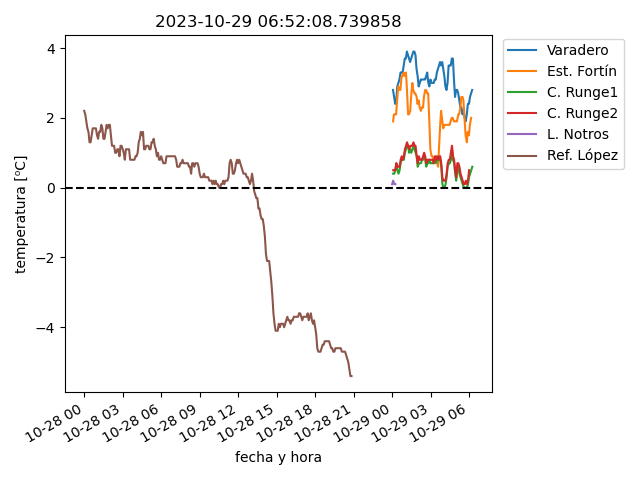 2023-10-29 06:52:08.739858
temperatura [ºC]
4
2
0
−2
−4
10-28 00
10-28 03
10-28 06
10-28 09
10-28 12
10-28 15
10-28 18
10-28 21
10-29 00
10-29 03
10-29 06
fecha y hora
Varadero
Est. Fortín
C. Runge1
C. Runge2
L. Notros
Ref. López